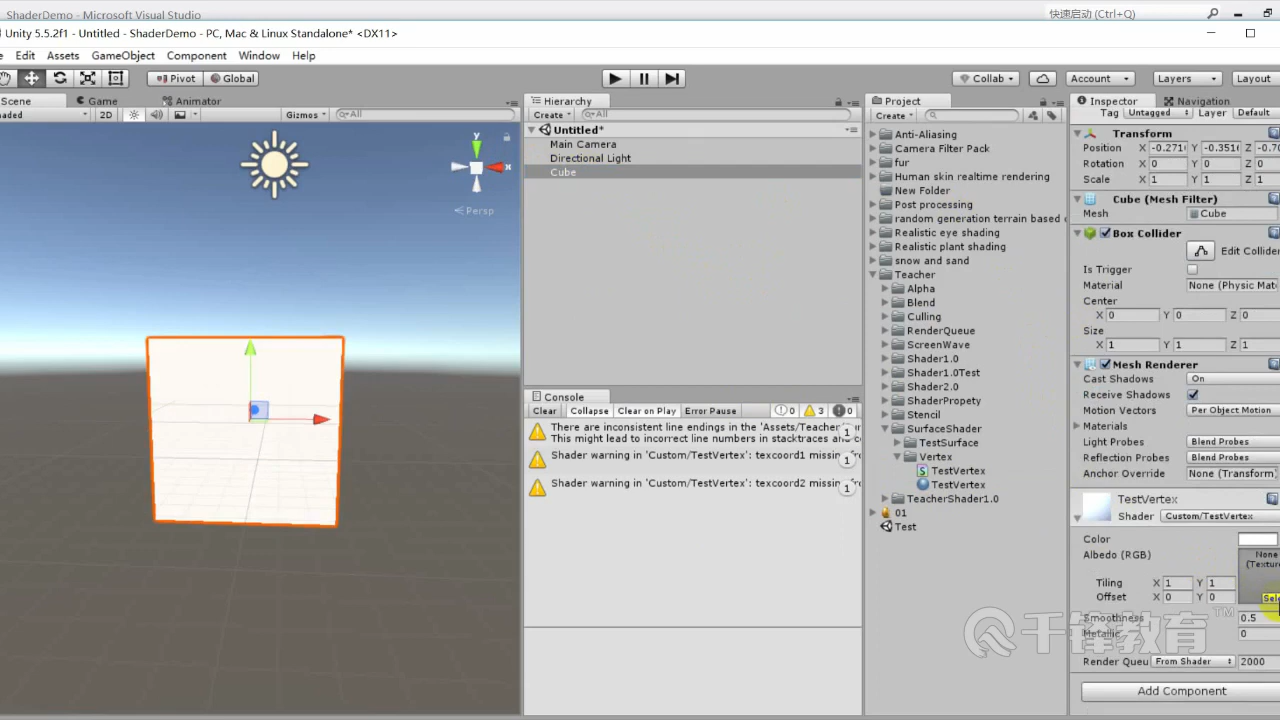 ShaderDemo - Microsoft Visual Studio
快速启动 (Ctrl+Q)
Unity 5.5.2f1 - Untitled - ShaderDemo - PC, Mac & Linux Standalone* <DX11>
Edit Assets GameObject Component Window Help
Pivot Global Collab Account Layers Layout
Scene Game Animator
2D Gizmos All
y
x
Persp
Hierarchy
Create All
Untitled*
Main Camera
Directional Light
Cube
Console
Clear Collapse Clear on Play Error Pause 0 3 0
There are inconsistent line endings in the 'Assets/Teacher
This might lead to incorrect line numbers in stacktraces and 1
Shader warning in 'Custom/TestVertex': texcoord1 missing 1
Shader warning in 'Custom/TestVertex': texcoord2 missing 1
Project
Create
Anti-Aliasing
Camera Filter Pack
fur
Human skin realtime rendering
New Folder
Post processing
random generation terrain based
Realistic eye shading
Realistic plant shading
snow and sand
Teacher
Alpha
Blend
Culling
RenderQueue
ScreenWave
Shader1.0
Shader1.0Test
Shader2.0
ShaderPropety
Stencil
SurfaceShader
TestSurface
Vertex
TestVertex
TestVertex
TeacherShader1.0
01
Test
Inspector Navigation
Tag Untagged Layer Default
Transform
Position X -0.271 Y -0.351 Z -0.70
Rotation X 0 Y 0 Z 0
Scale X 1 Y 1 Z 1
Cube (Mesh Filter)
Mesh Cube
Box Collider
Edit Collider
Is Trigger
Material None (Physic Mat
Center
X 0 Y 0 Z 0
Size
X 1 Y 1 Z 1
Mesh Renderer
Cast Shadows On
Receive Shadows
Motion Vectors Per Object Motion
Materials
Light Probes Blend Probes
Reflection Probes Blend Probes
Anchor Override None (Transform)
TestVertex
Shader Custom/TestVertex
Color
Albedo (RGB) None
(Texture
Tiling X 1 Y 1
Offset X 0 Y 0
Sele
Smoothness 0.5
Metallic 0
千锋教育 TM
Render Queu From Shader 2000
Add Component